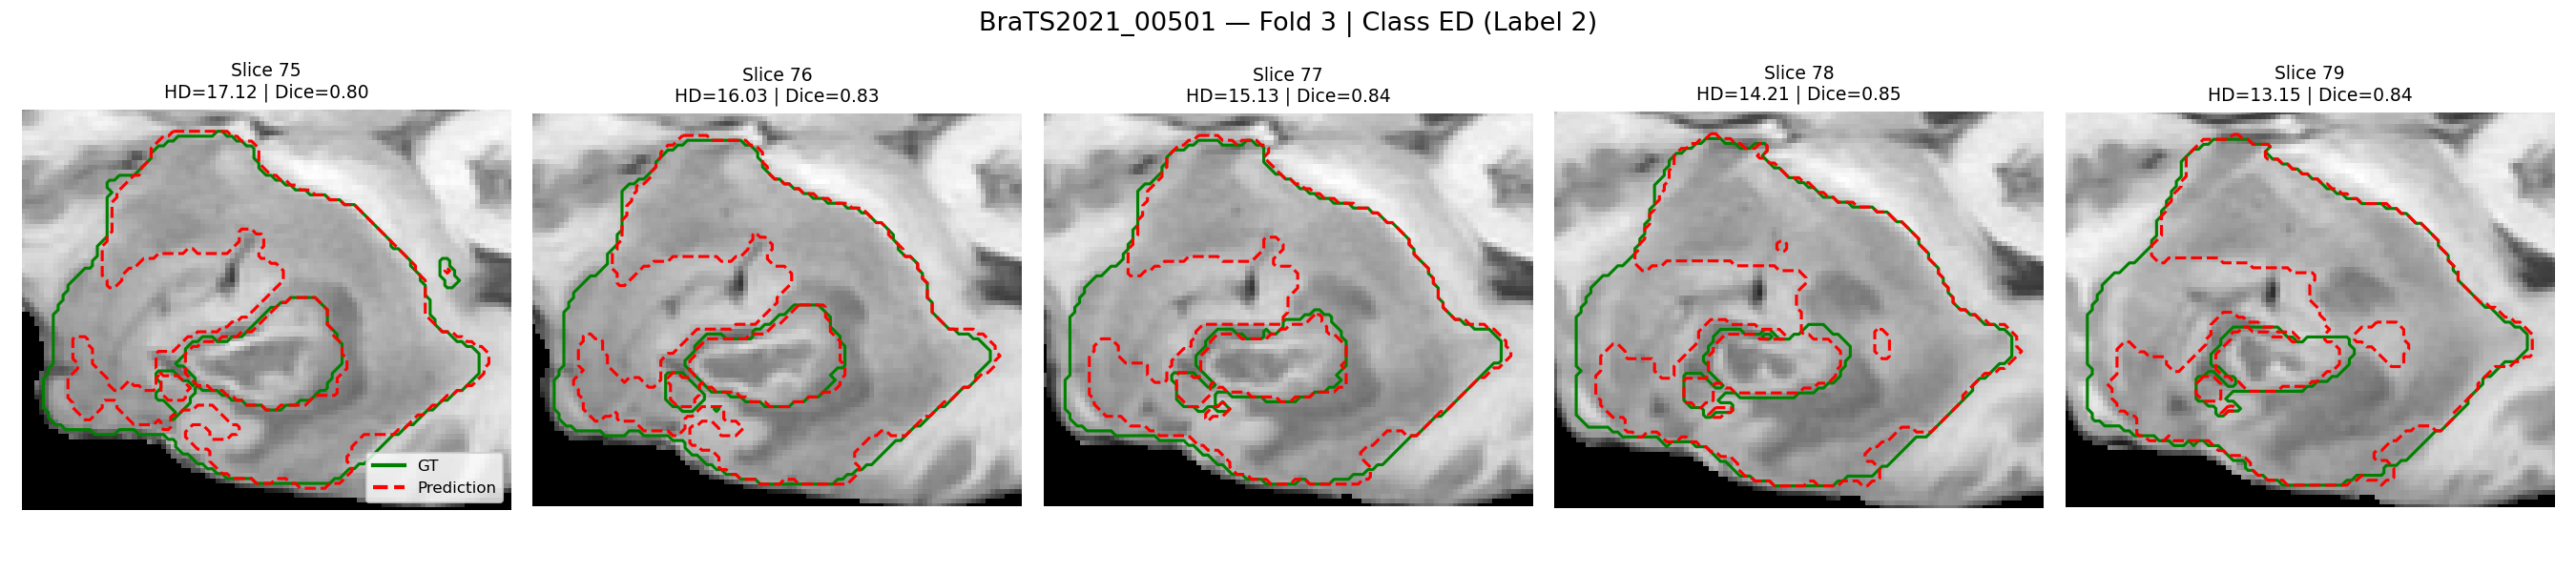 BraTS2021_00501 — Fold 3 | Class ED (Label 2)
Slice 75
HD=17.12 | Dice=0.80
Slice 76
HD=16.03 | Dice=0.83
Slice 77
HD=15.13 | Dice=0.84
Slice 78
HD=14.21 | Dice=0.85
Slice 79
HD=13.15 | Dice=0.84
GT
Prediction